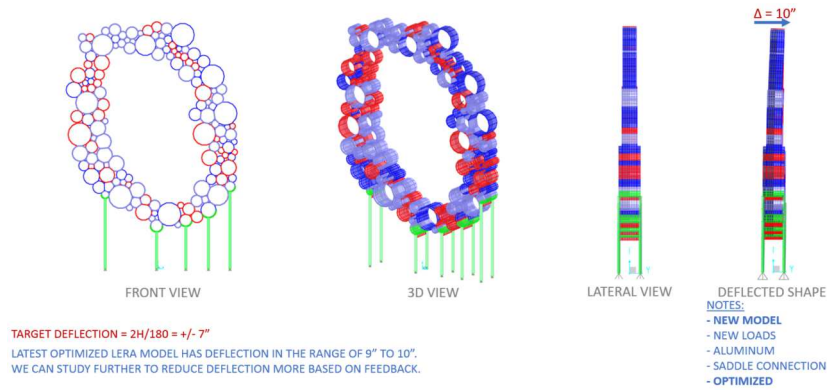 Δ = 10”
FRONT VIEW
3D VIEW
LATERAL VIEW
DEFLECTED SHAPE
TARGET DEFLECTION = 2H/180 = +/- 7”
LATEST OPTIMIZED LERA MODEL HAS DEFLECTION IN THE RANGE OF 9” TO 10”.
WE CAN STUDY FURTHER TO REDUCE DEFLECTION MORE BASED ON FEEDBACK.
NOTES:
- NEW MODEL
- NEW LOADS
- ALUMINUM
- SADDLE CONNECTION
- OPTIMIZED